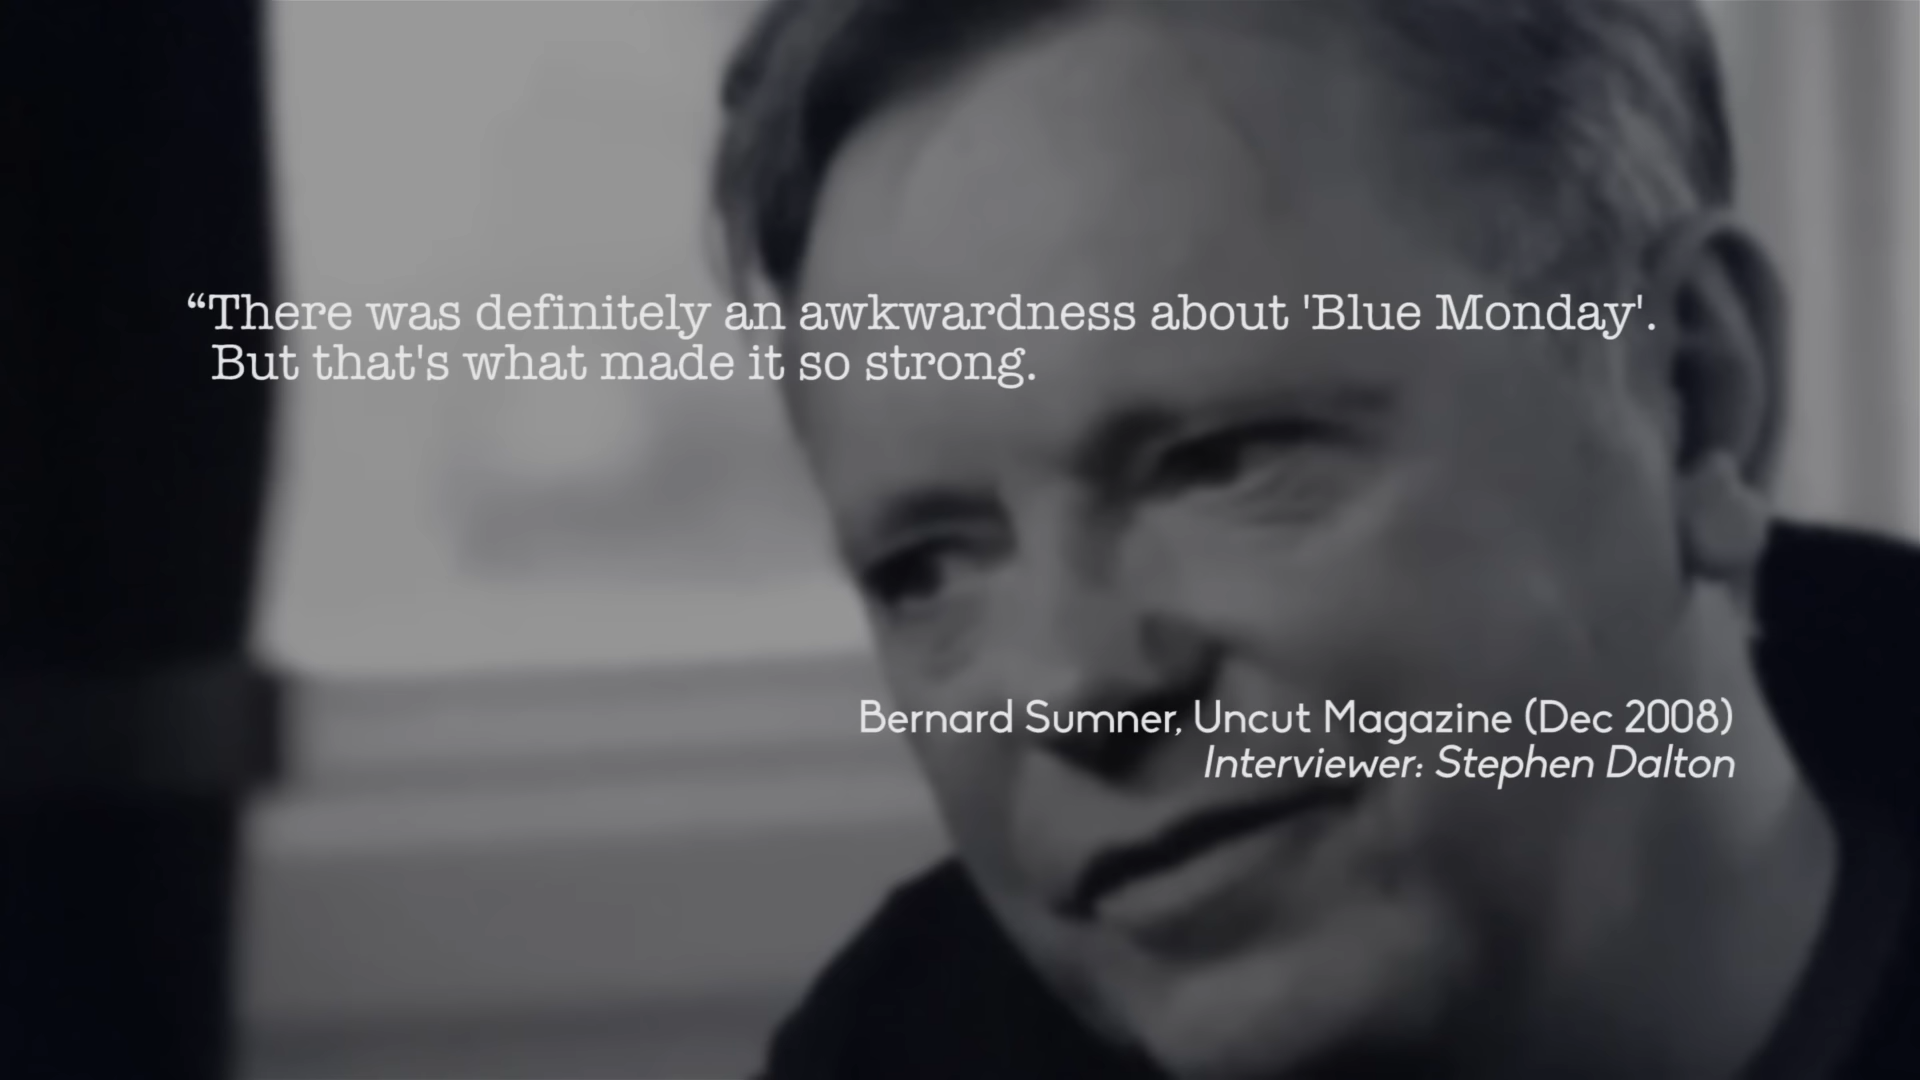 “There was definitely an awkwardness about 'Blue Monday'.
But that's what made it so strong.
Bernard Sumner, Uncut Magazine (Dec 2008)
Interviewer: Stephen Dalton